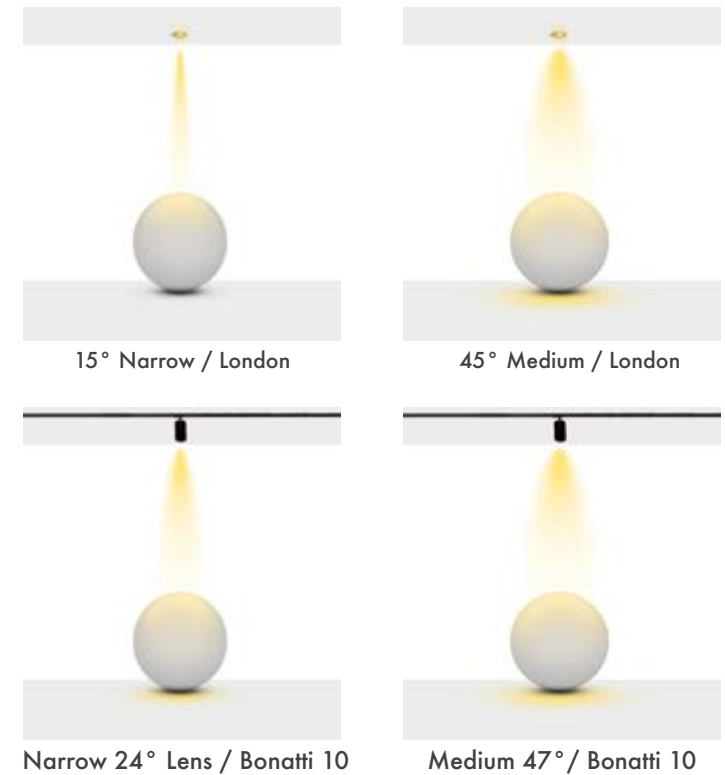 15° Narrow / London
45° Medium / London
Narrow 24° Lens / Bonatti 10
Medium 47°/ Bonatti 10